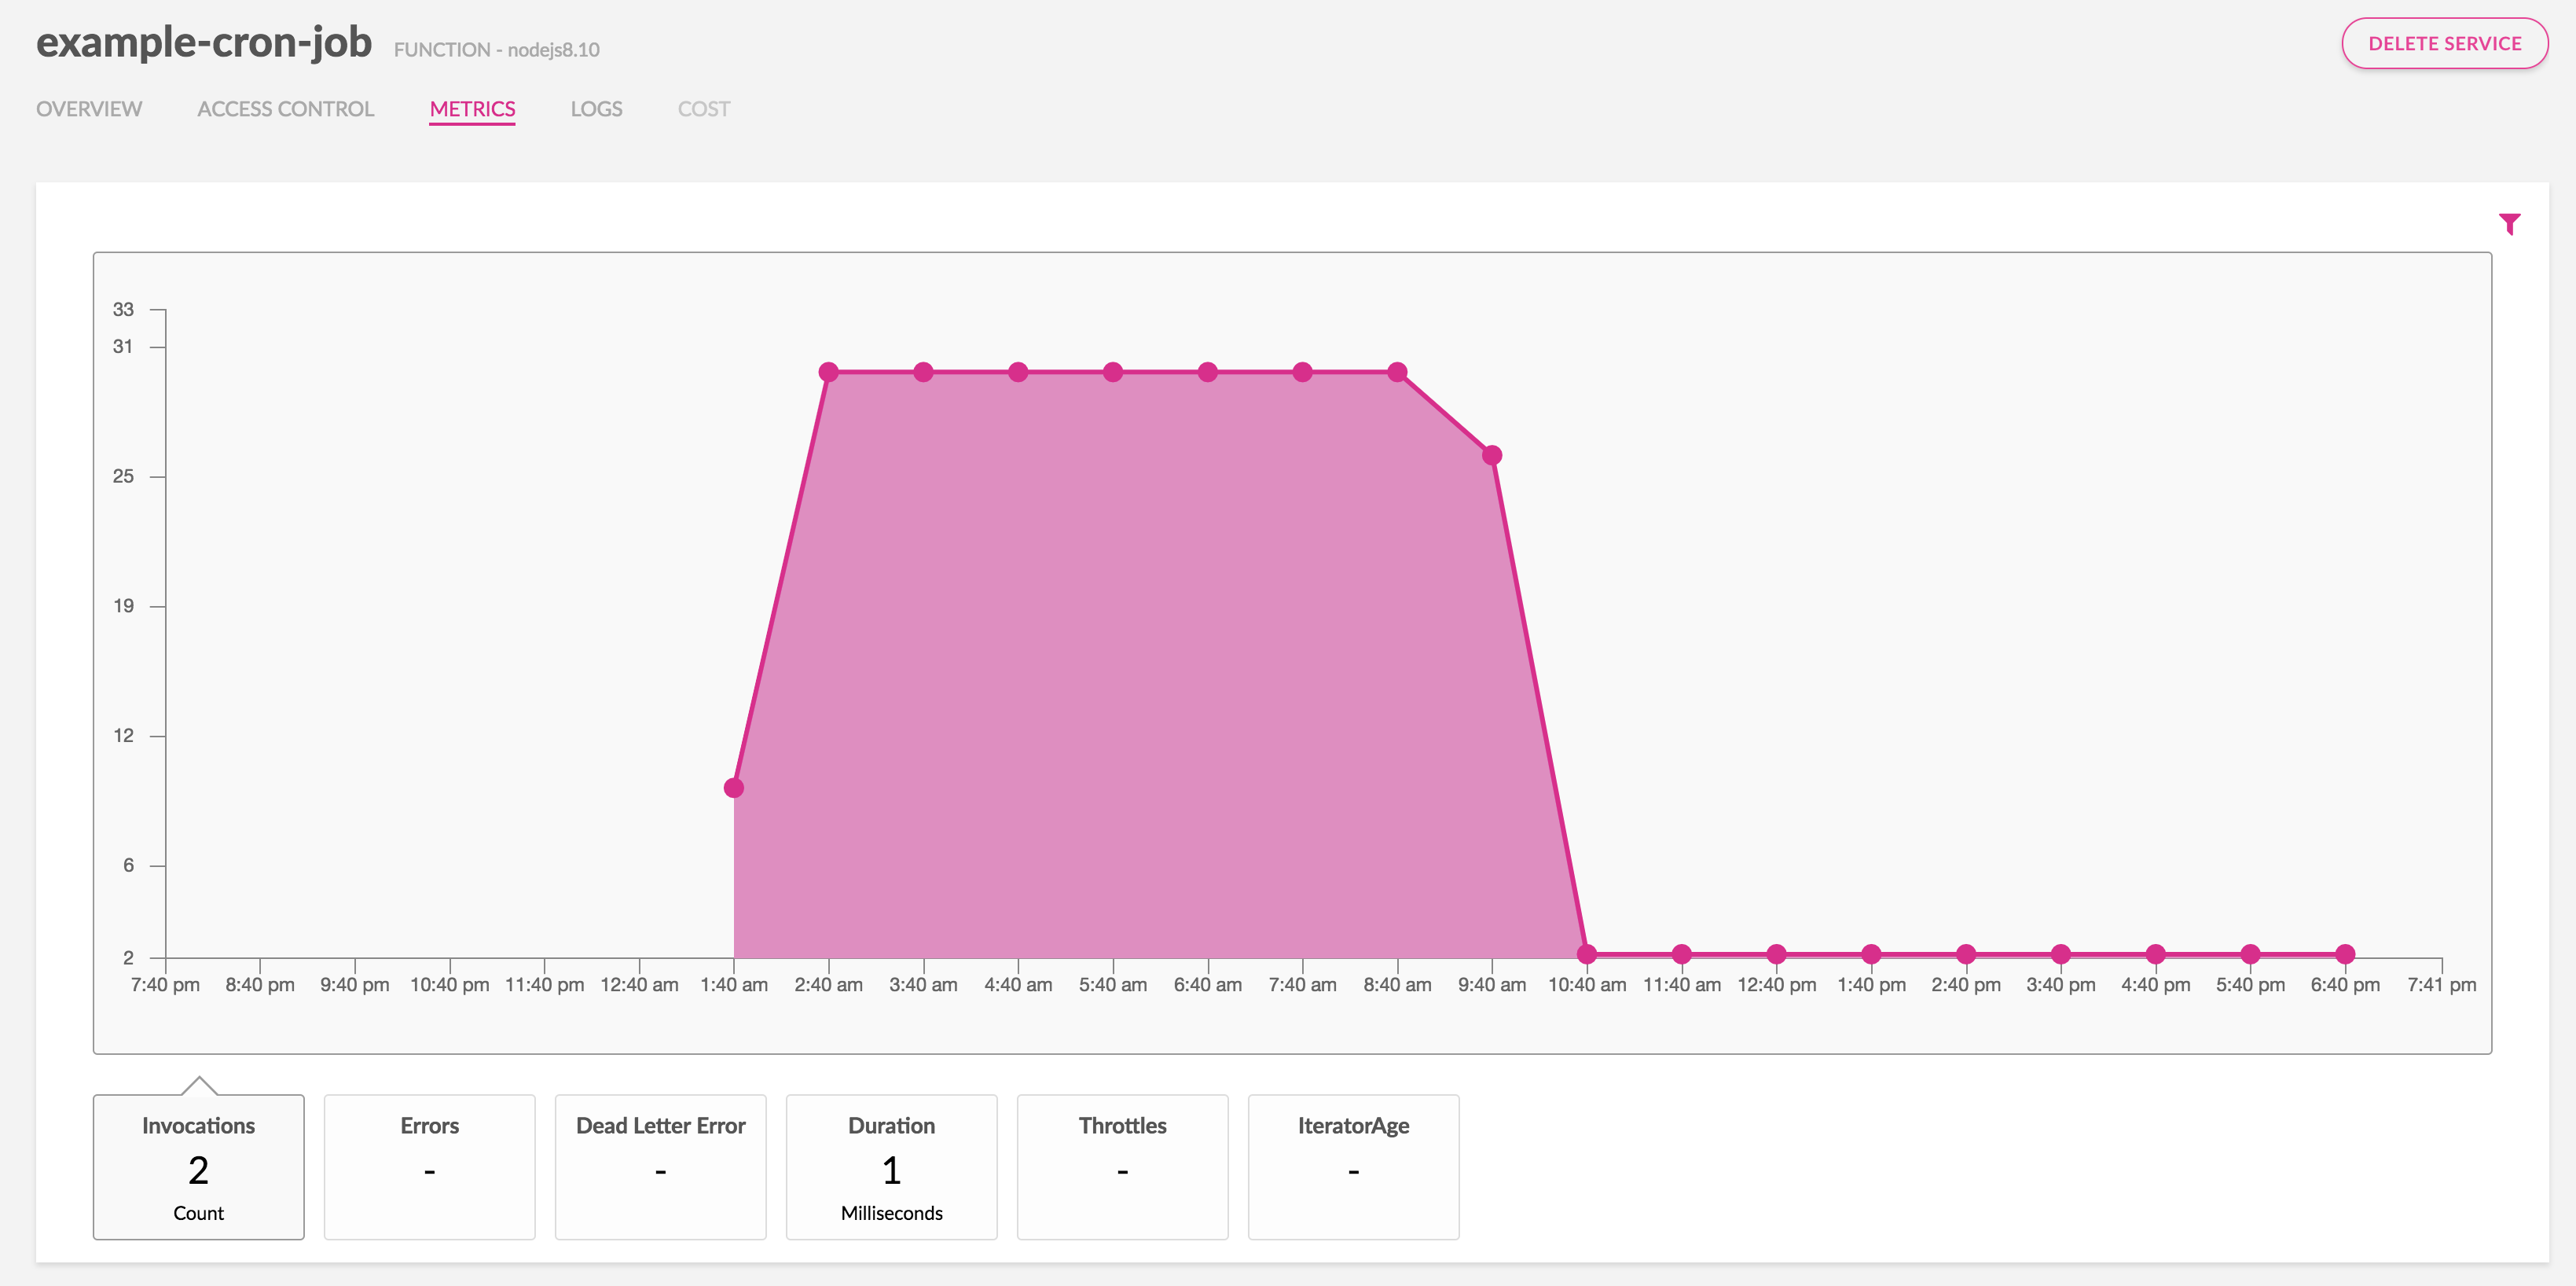 example-cron-job FUNCTION - nodejs8.10
DELETE SERVICE
OVERVIEW ACCESS CONTROL METRICS LOGS COST
33
31
25
19
12
6
2
7:40 pm 8:40 pm 9:40 pm 10:40 pm 11:40 pm 12:40 am 1:40 am 2:40 am 3:40 am 4:40 am 5:40 am 6:40 am 7:40 am 8:40 am 9:40 am 10:40 am 11:40 am 12:40 pm 1:40 pm 2:40 pm 3:40 pm 4:40 pm 5:40 pm 6:40 pm 7:41 pm
Invocations
2
Count
Errors
-
Dead Letter Error
-
Duration
1
Milliseconds
Throttles
-
IteratorAge
-